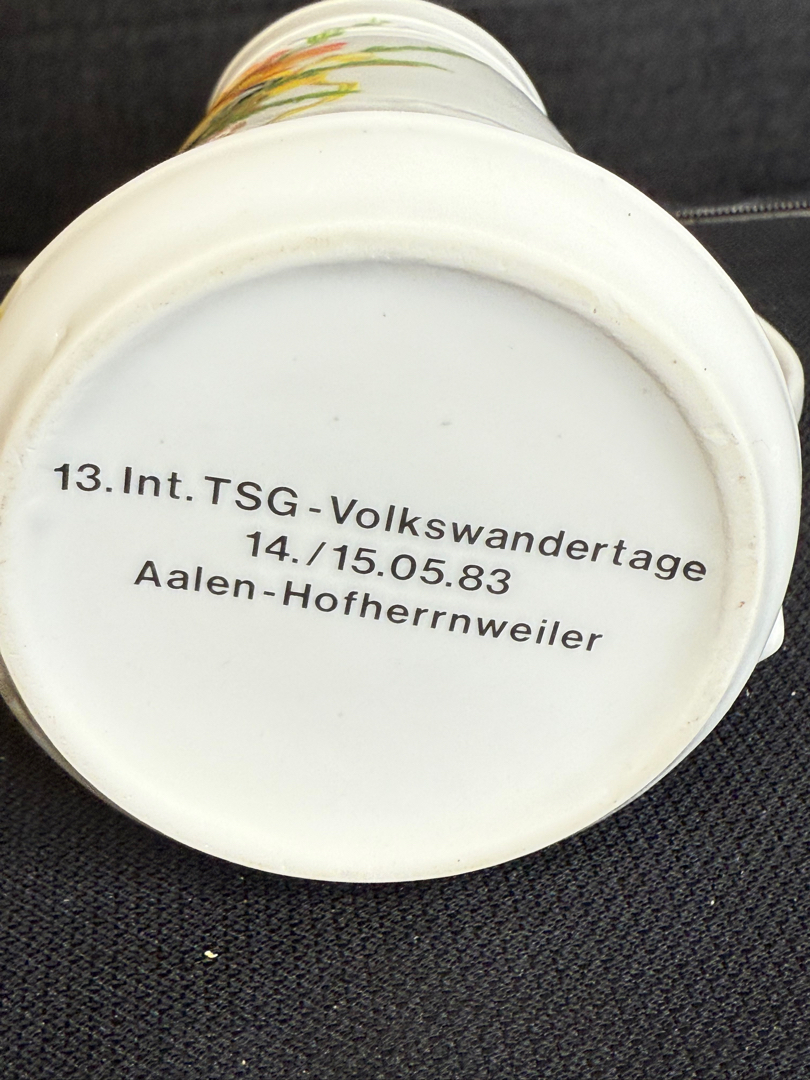 13. Int. TSG-Volkswandertage
14./15.05.83
Aalen-Hofherrnweiler